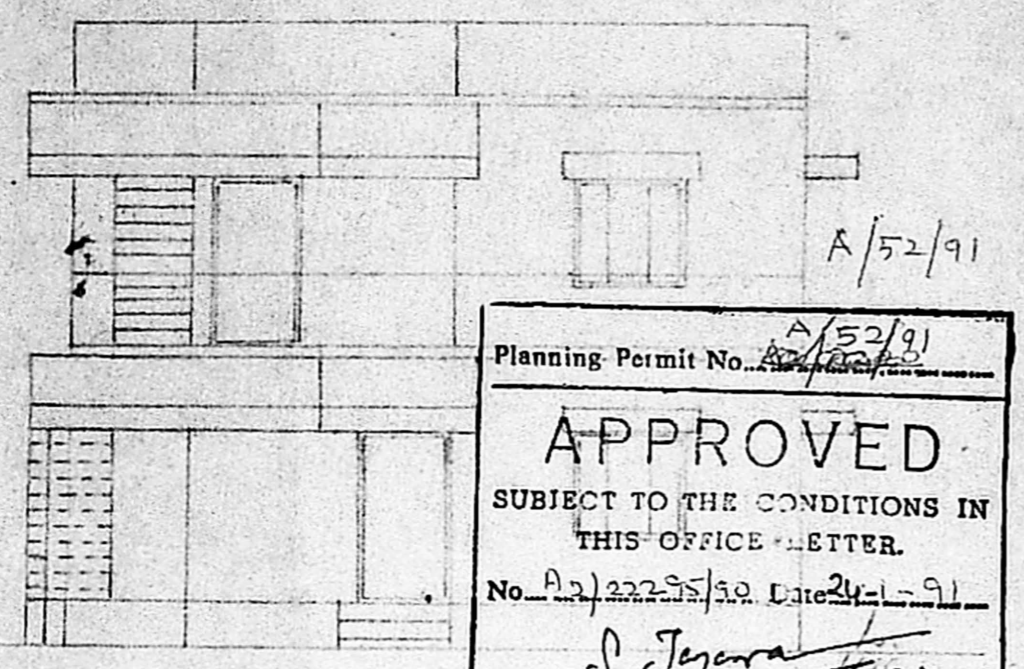 A/52/91
A/52/91
Planning Permit No.
APPROVED
SUBJECT TO THE CONDITIONS IN
THIS OFFICE LETTER.
No. A2/22295/90 Date 24-1-91